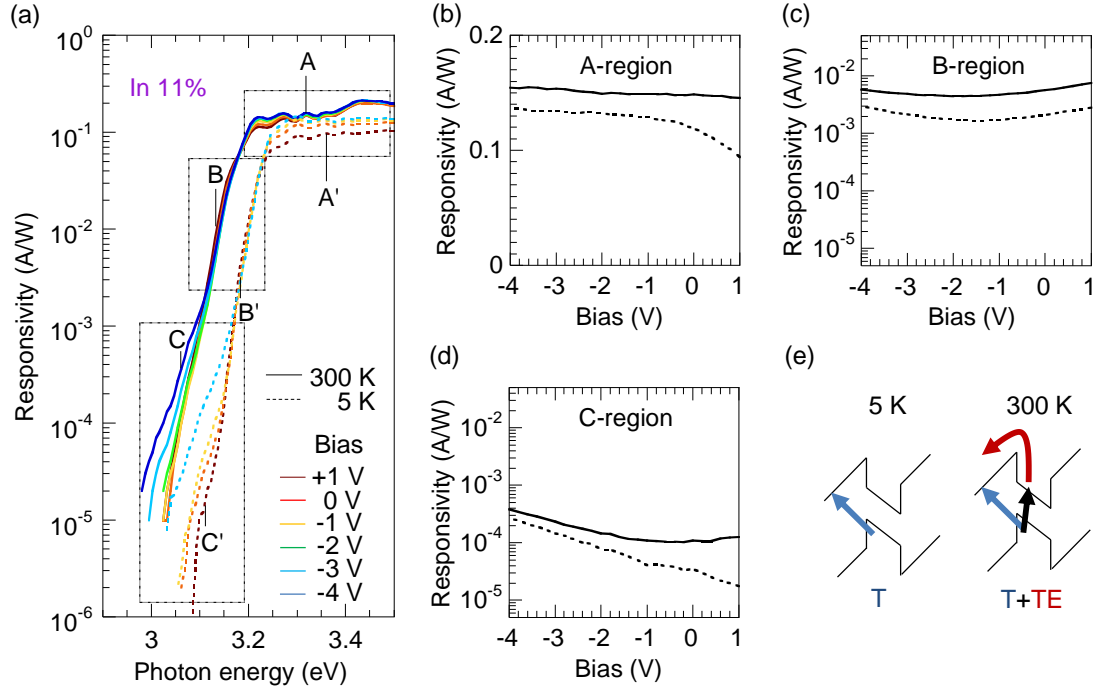 (a)
In 11%
A
A'
B
B'
C
C'
300 K
5 K
Bias
+1 V
0 V
-1 V
-2 V
-3 V
-4 V
10^0
10^-1
10^-2
10^-3
10^-4
10^-5
10^-6
Responsivity (A/W)
3 3.2 3.4
Photon energy (eV)
(b)
A-region
0.2
0.1
0
Responsivity (A/W)
-4 -3 -2 -1 0 1
Bias (V)
(c)
B-region
10^-2
10^-3
10^-4
10^-5
Responsivity (A/W)
-4 -3 -2 -1 0 1
Bias (V)
(d)
C-region
10^-2
10^-3
10^-4
10^-5
Responsivity (A/W)
-4 -3 -2 -1 0 1
Bias (V)
(e)
5 K 300 K
T T+TE